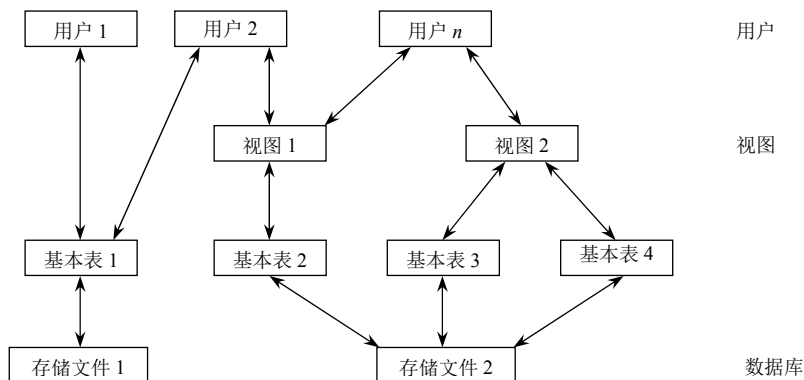 用户 1 用户 2 用户 n 用户
视图 1 视图 2 视图
基本表 1 基本表 2 基本表 3 基本表 4
存储文件 1 存储文件 2 数据库